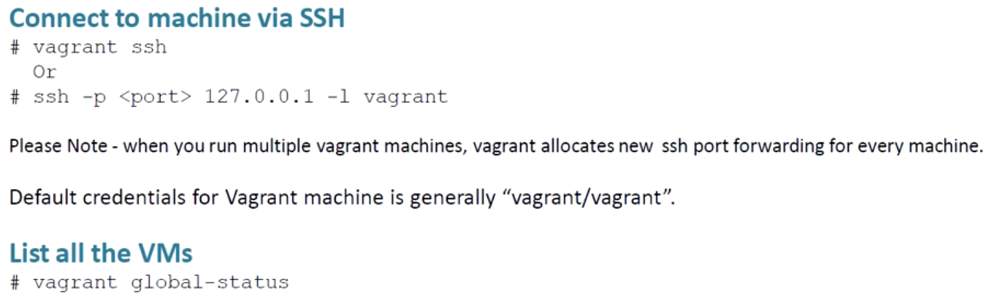 Connect to machine via SSH
# vagrant ssh
Or
# ssh -p <port> 127.0.0.1 -l vagrant
Please Note - when you run multiple vagrant machines, vagrant allocates new ssh port forwarding for every machine.
Default credentials for Vagrant machine is generally “vagrant/vagrant”.
List all the VMs
# vagrant global-status